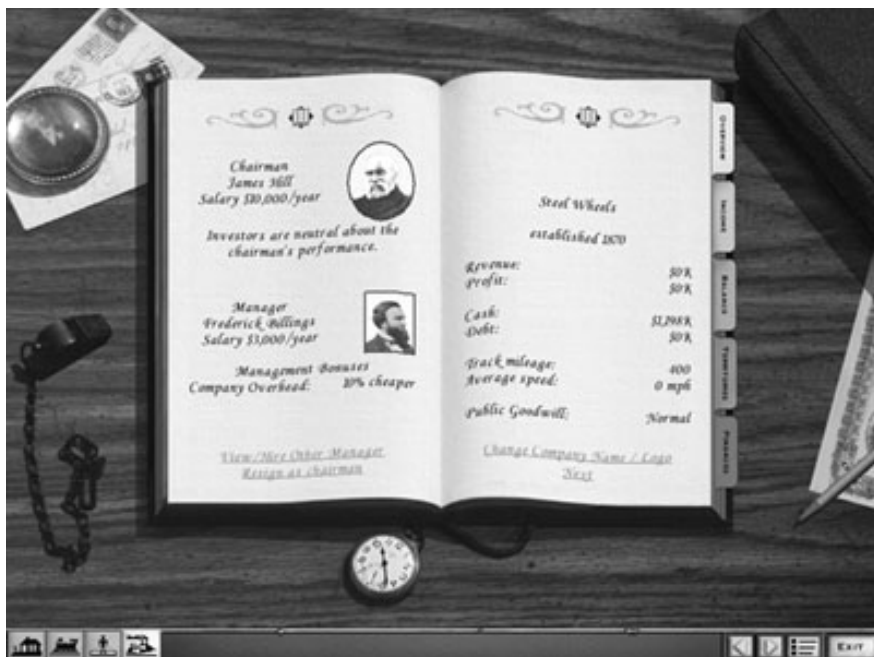 Chairman
James Hill
Salary $10,000/year
Investors are neutral about the
chairman's performance.
Manager
Frederick Billings
Salary $3,000/year
Management Bonuses
Company Overhead: 10% cheaper
View/Hire Other Manager
Resign as chairman
Steel Wheels
established 1870
Revenue: $0K
Profit: $0K
Cash: $1,198K
Debt: $0K
Track mileage: 400
Average speed: 0 mph
Public Goodwill: Normal
Change Company Name / Logo
Next
OVERVIEW
INCOME
BALANCE
TERRITORIES
FINANCES
EXIT